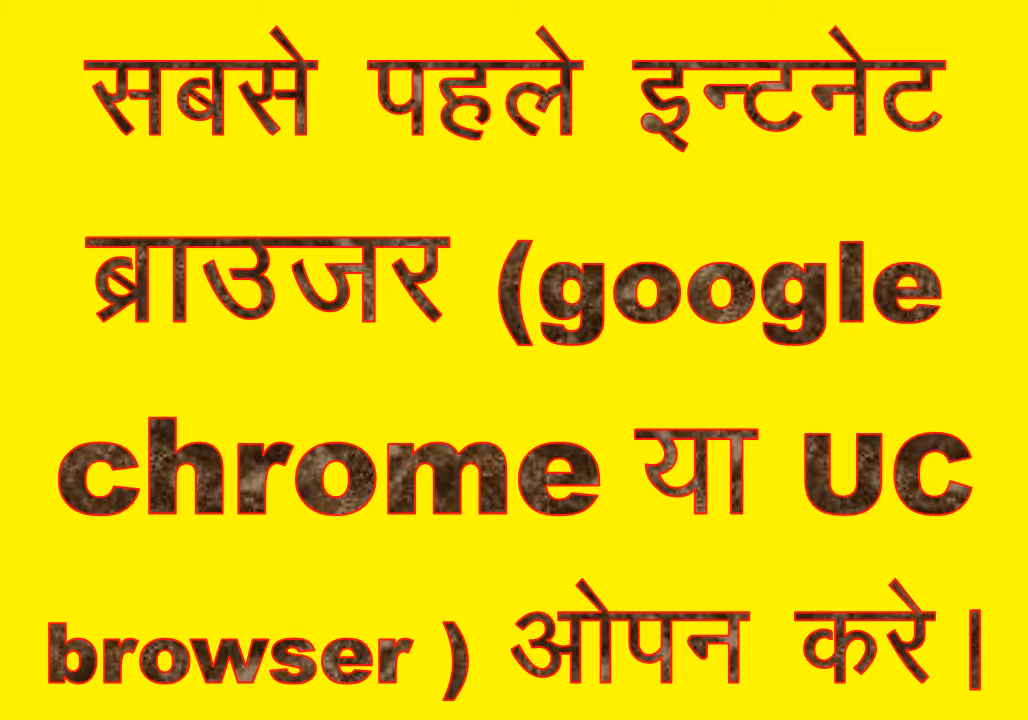 सबसे पहले इन्टनेट
ब्राउजर (google
chrome या UC
browser ) ओपन करे |